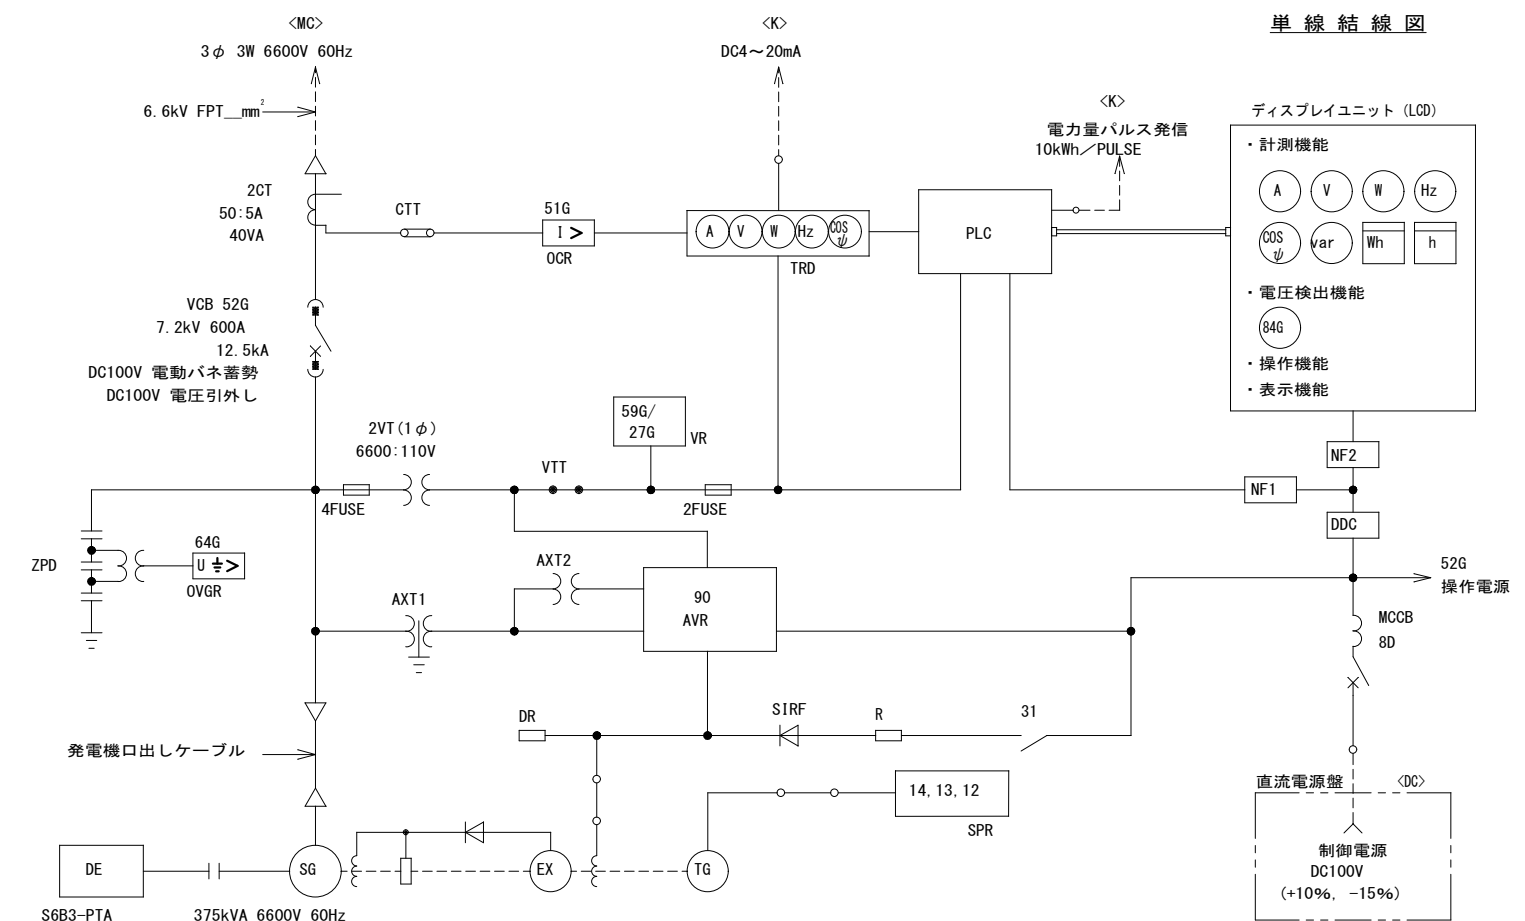 単線結線図
<MC>
3φ 3W 6600V 60Hz
6.6kV FPT__mm²
<K>
DC4～20mA
<K>
電力量パルス発信
10kWh／PULSE
ディスプレイユニット (LCD)
・計測機能
A V W Hz
COSψ var Wh h
・電圧検出機能
84G
・操作機能
・表示機能
2CT
50:5A
40VA
CTT
51G
I >
OCR
A V W Hz COSψ
TRD
PLC
VCB 52G
7.2kV 600A
12.5kA
DC100V 電動バネ蓄勢
DC100V 電圧引外し
2VT(1φ)
6600:110V
4FUSE
VTT
59G/
27G
VR
2FUSE
NF2
NF1
DDC
ZPD
64G
U >
OVGR
AXT2
AXT1
90
AVR
52G
操作電源
MCCB
8D
DR
SIRF
R
31
発電機口出しケーブル
14,13,12
SPR
直流電源盤 <DC>
制御電源
DC100V
(+10%, -15%)
DE
SG
EX
TG
S6B3-PTA
375kVA 6600V 60Hz